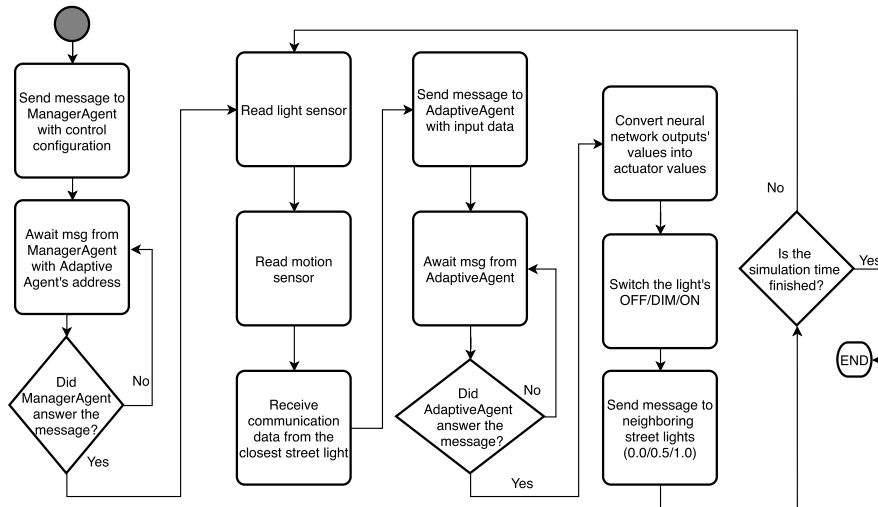 Send message to
ManagerAgent
with control
configuration
Await msg from
ManagerAgent
with Adaptive
Agent's address
Did
ManagerAgent
answer the
message?
No
Yes
Read light sensor
Read motion
sensor
Receive
communication
data from the
closest street light
Send message to
AdaptiveAgent
with input data
Await msg from
AdaptiveAgent
Did
AdaptiveAgent
answer the
message?
No
Yes
Convert neural
network outputs'
values into
actuator values
Switch the light's
OFF/DIM/ON
Send message to
neighboring
street lights
(0.0/0.5/1.0)
No
Is the
simulation time
finished?
Yes
END